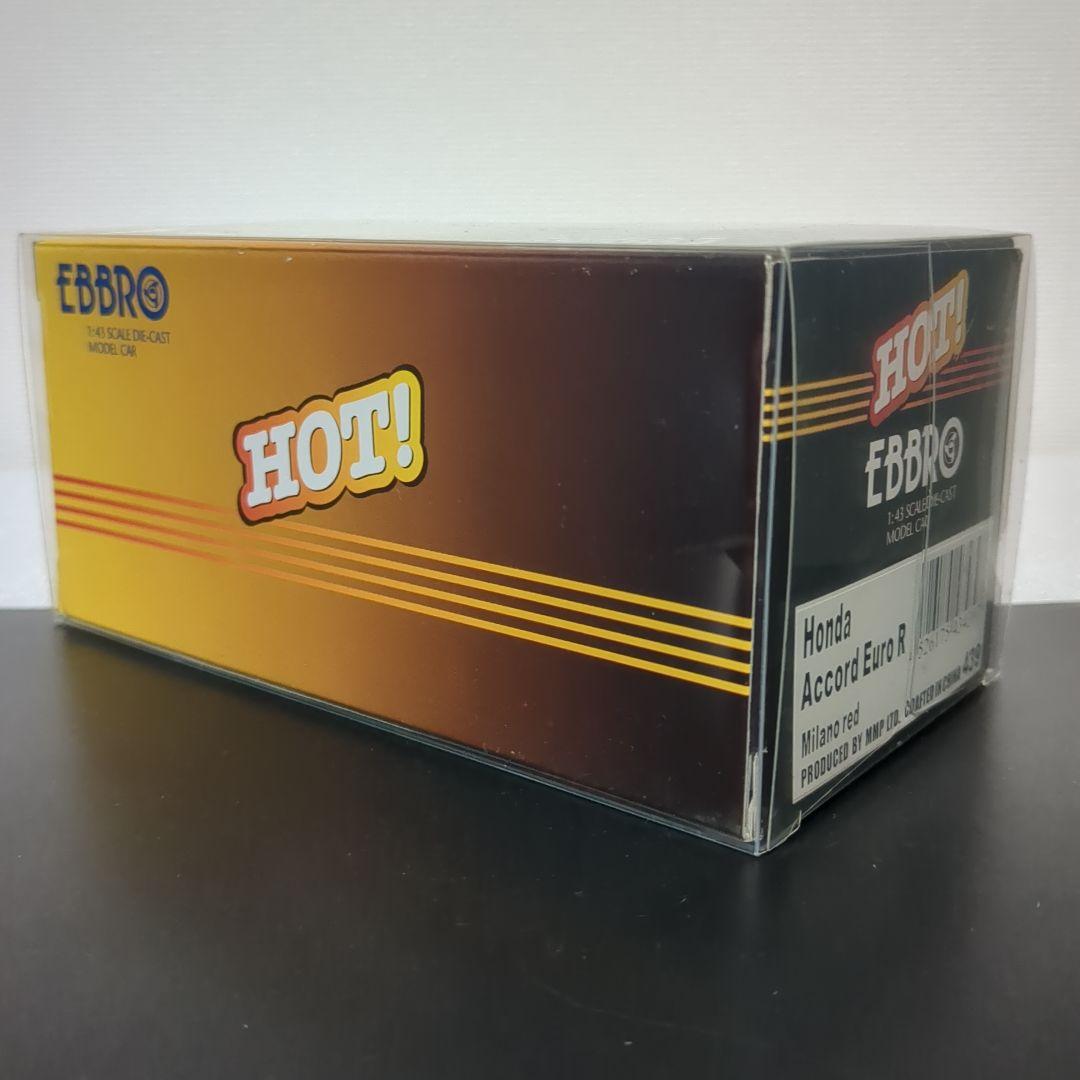 EBBRO
1:43 SCALE DIE-CAST
MODEL CAR
HOT!
HOT!
EBBRO
1:43 SCALE DIE-CAST
MODEL CAR
Honda
Accord Euro R
Milano red
PRODUCED BY MMP LTD. CRAFTED IN CHINA 439